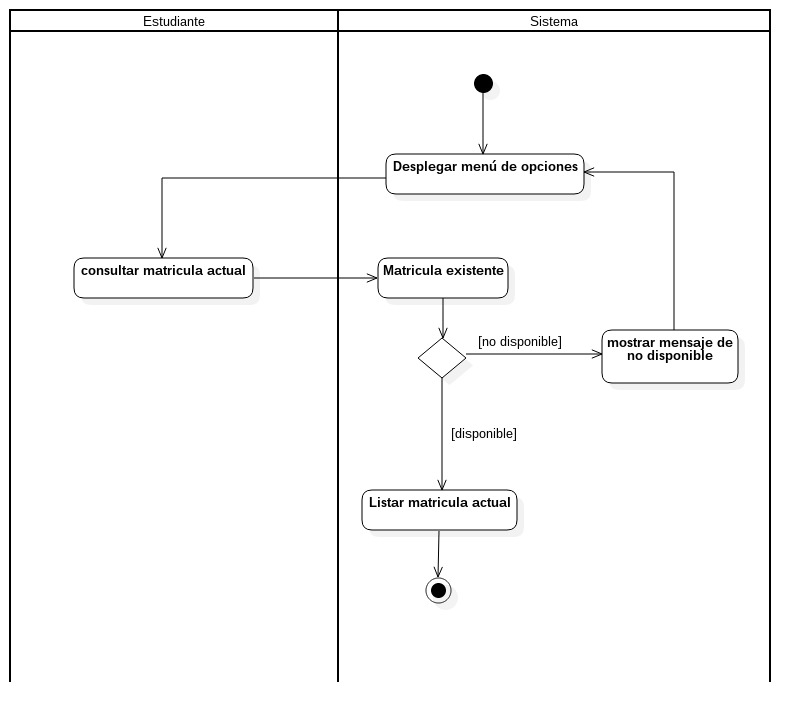 Estudiante
Sistema
Desplegar menú de opciones
consultar matricula actual
Matricula existente
[no disponible]
mostrar mensaje de
no disponible
[disponible]
Listar matricula actual